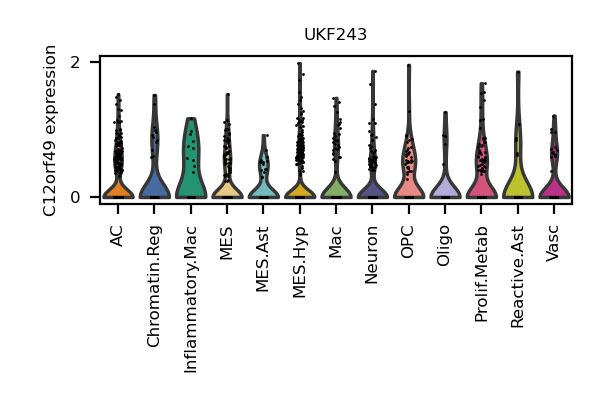 UKF243
C12orf49 expression
2
0
AC
Chromatin.Reg
Inflammatory.Mac
MES
MES.Ast
MES.Hyp
Mac
Neuron
OPC
Oligo
Prolif.Metab
Reactive.Ast
Vasc